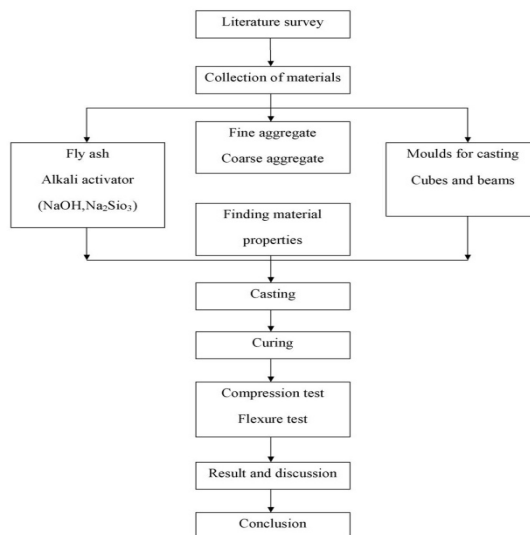 Literature survey
Collection of materials
Fly ash
Alkali activator
(NaOH,Na₂Sio₃)
Fine aggregate
Coarse aggregate
Moulds for casting
Cubes and beams
Finding material
properties
Casting
Curing
Compression test
Flexure test
Result and discussion
Conclusion